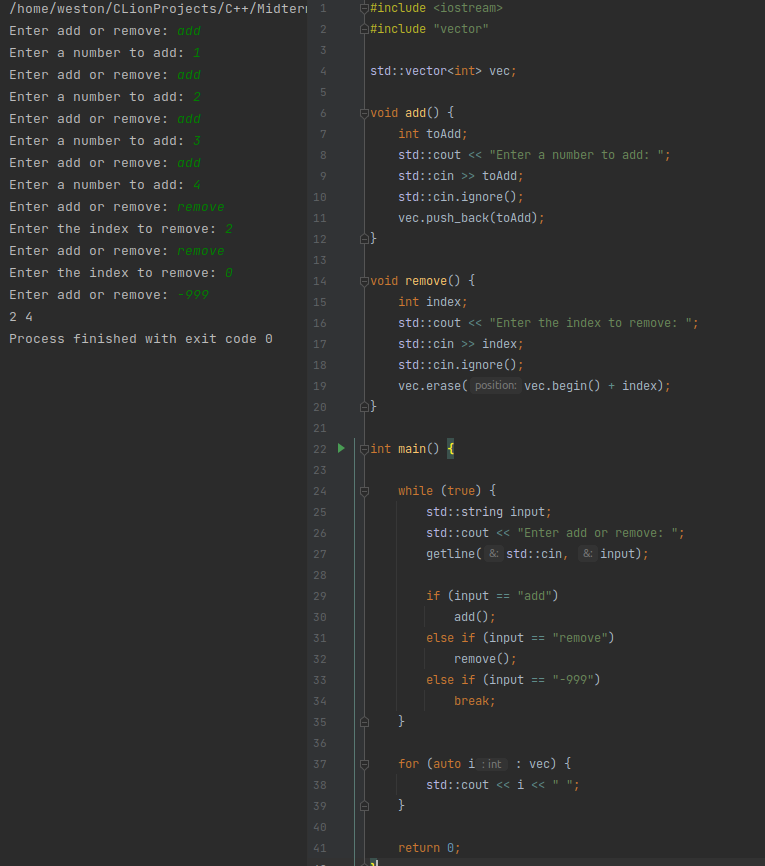 /home/weston/CLionProjects/C++/Midter
Enter add or remove: add
Enter a number to add: 1
Enter add or remove: add
Enter a number to add: 2
Enter add or remove: add
Enter a number to add: 3
Enter add or remove: add
Enter a number to add: 4
Enter add or remove: remove
Enter the index to remove: 2
Enter add or remove: remove
Enter the index to remove: 0
Enter add or remove: -999
2 4
Process finished with exit code 0
1 #include <iostream>
2 #include "vector"
3
4 std::vector<int> vec;
5
6 void add() {
7 int toAdd;
8 std::cout << "Enter a number to add: ";
9 std::cin >> toAdd;
10 std::cin.ignore();
11 vec.push_back(toAdd);
12 }
13
14 void remove() {
15 int index;
16 std::cout << "Enter the index to remove: ";
17 std::cin >> index;
18 std::cin.ignore();
19 vec.erase( position: vec.begin() + index);
20 }
21
22 int main() {
23
24 while (true) {
25 std::string input;
26 std::cout << "Enter add or remove: ";
27 getline( &: std::cin, &: input);
28
29 if (input == "add")
30 add();
31 else if (input == "remove")
32 remove();
33 else if (input == "-999")
34 break;
35 }
36
37 for (auto i : int : vec) {
38 std::cout << i << " ";
39 }
40
41 return 0;
}